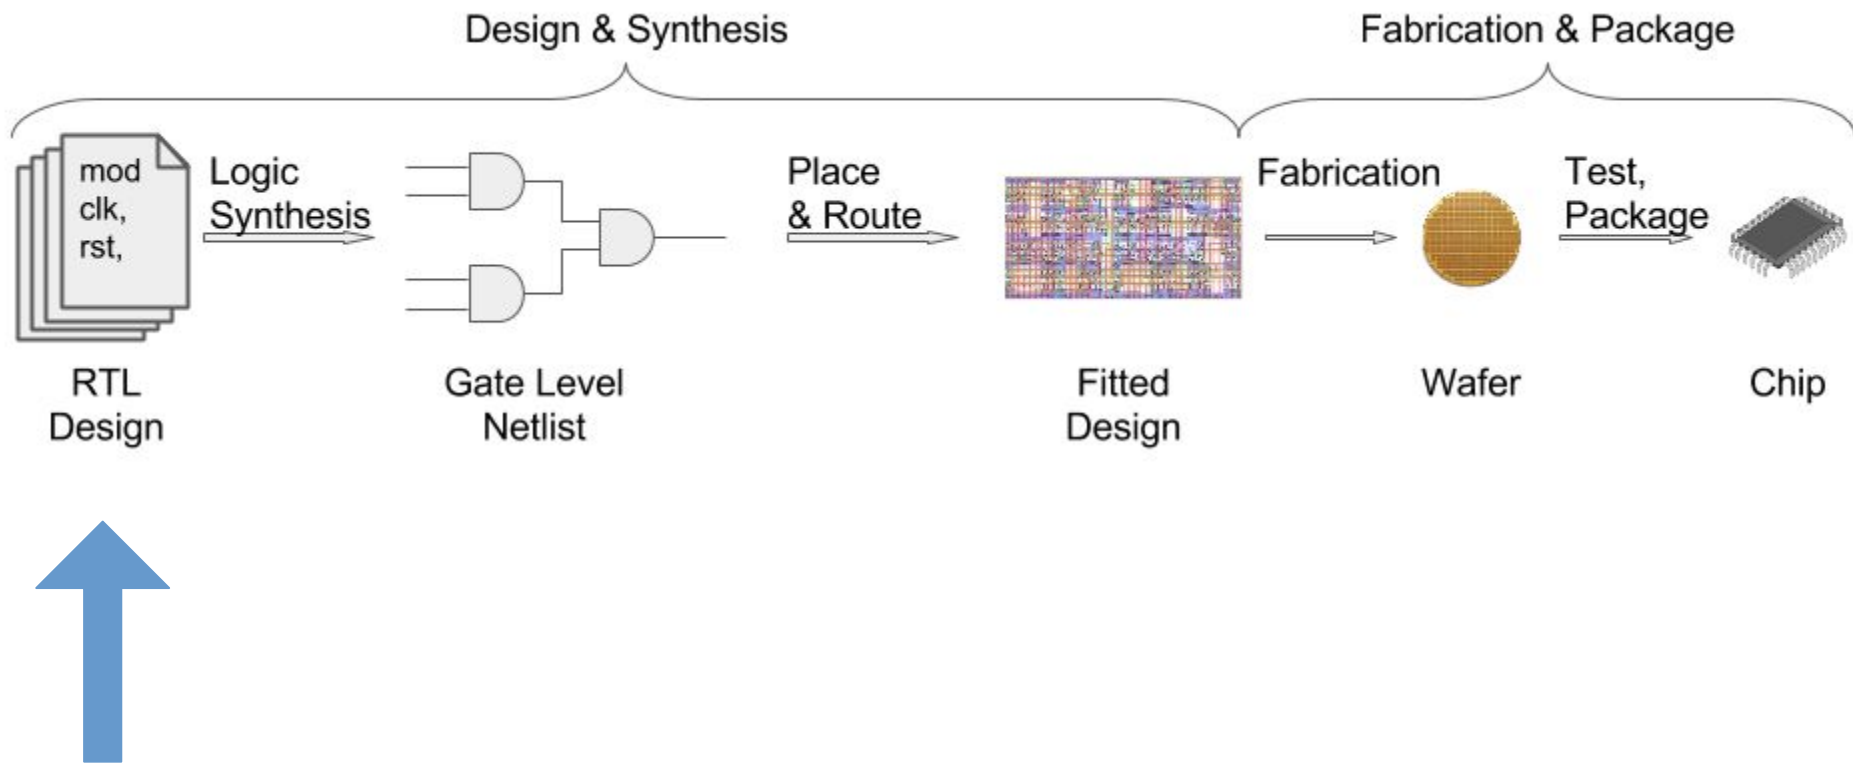 Design & Synthesis
Fabrication & Package
mod
clk,
rst,
Logic
Synthesis
Place
& Route
Fabrication
Test,
Package
RTL
Design
Gate Level
Netlist
Fitted
Design
Wafer
Chip